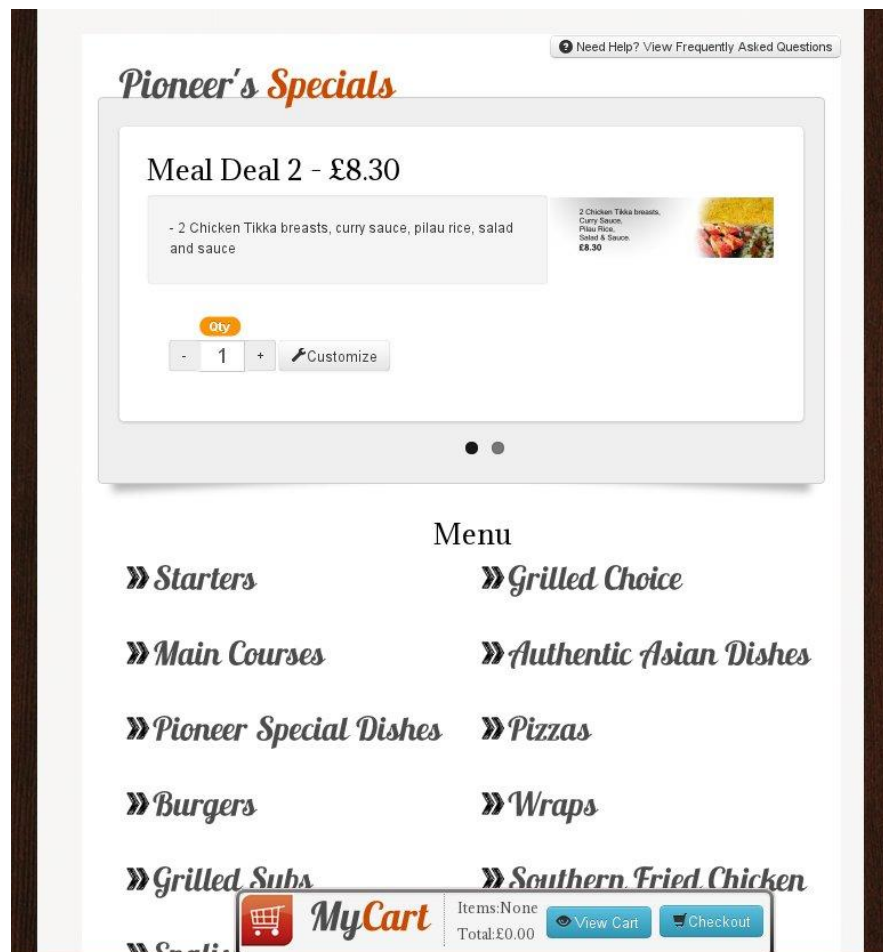 Need Help? View Frequently Asked Questions
Pioneer's Specials
Meal Deal 2 - £8.30
- 2 Chicken Tikka breasts, curry sauce, pilau rice, salad
and sauce
2 Chicken Tikka breasts,
Curry Sauce,
Pilau Rice,
Salad & Sauce.
£8.30
Qty
- 1 + Customize
Menu
Starters
Grilled Choice
Main Courses
Authentic Asian Dishes
Pioneer Special Dishes
Pizzas
Burgers
Wraps
Grilled Subs
Southern Fried Chicken
MyCart
Items:None
Total:£0.00
View Cart
Checkout